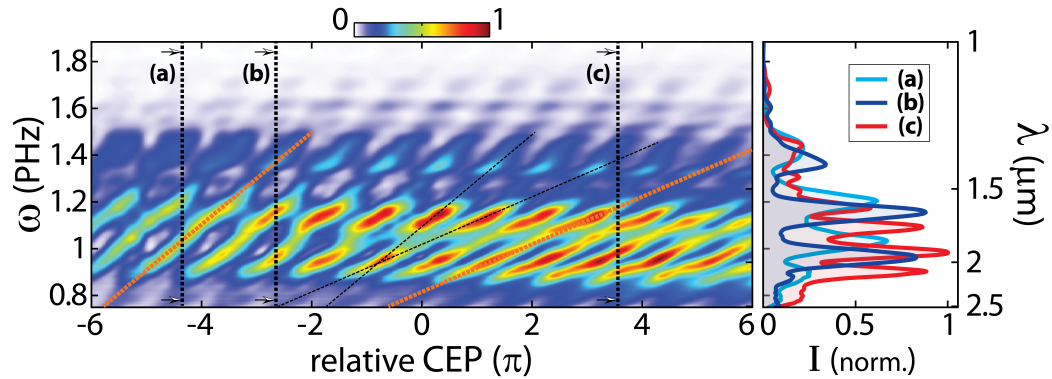 0 1
1.8
1.6
1.4
1.2
1
0.8
ω (PHz)
(a) (b) (c)
-6 -4 -2 0 2 4 6
relative CEP (π)
(a)
(b)
(c)
1
1.5
2
2.5
λ (μm)
0 0.5 1
I (norm.)